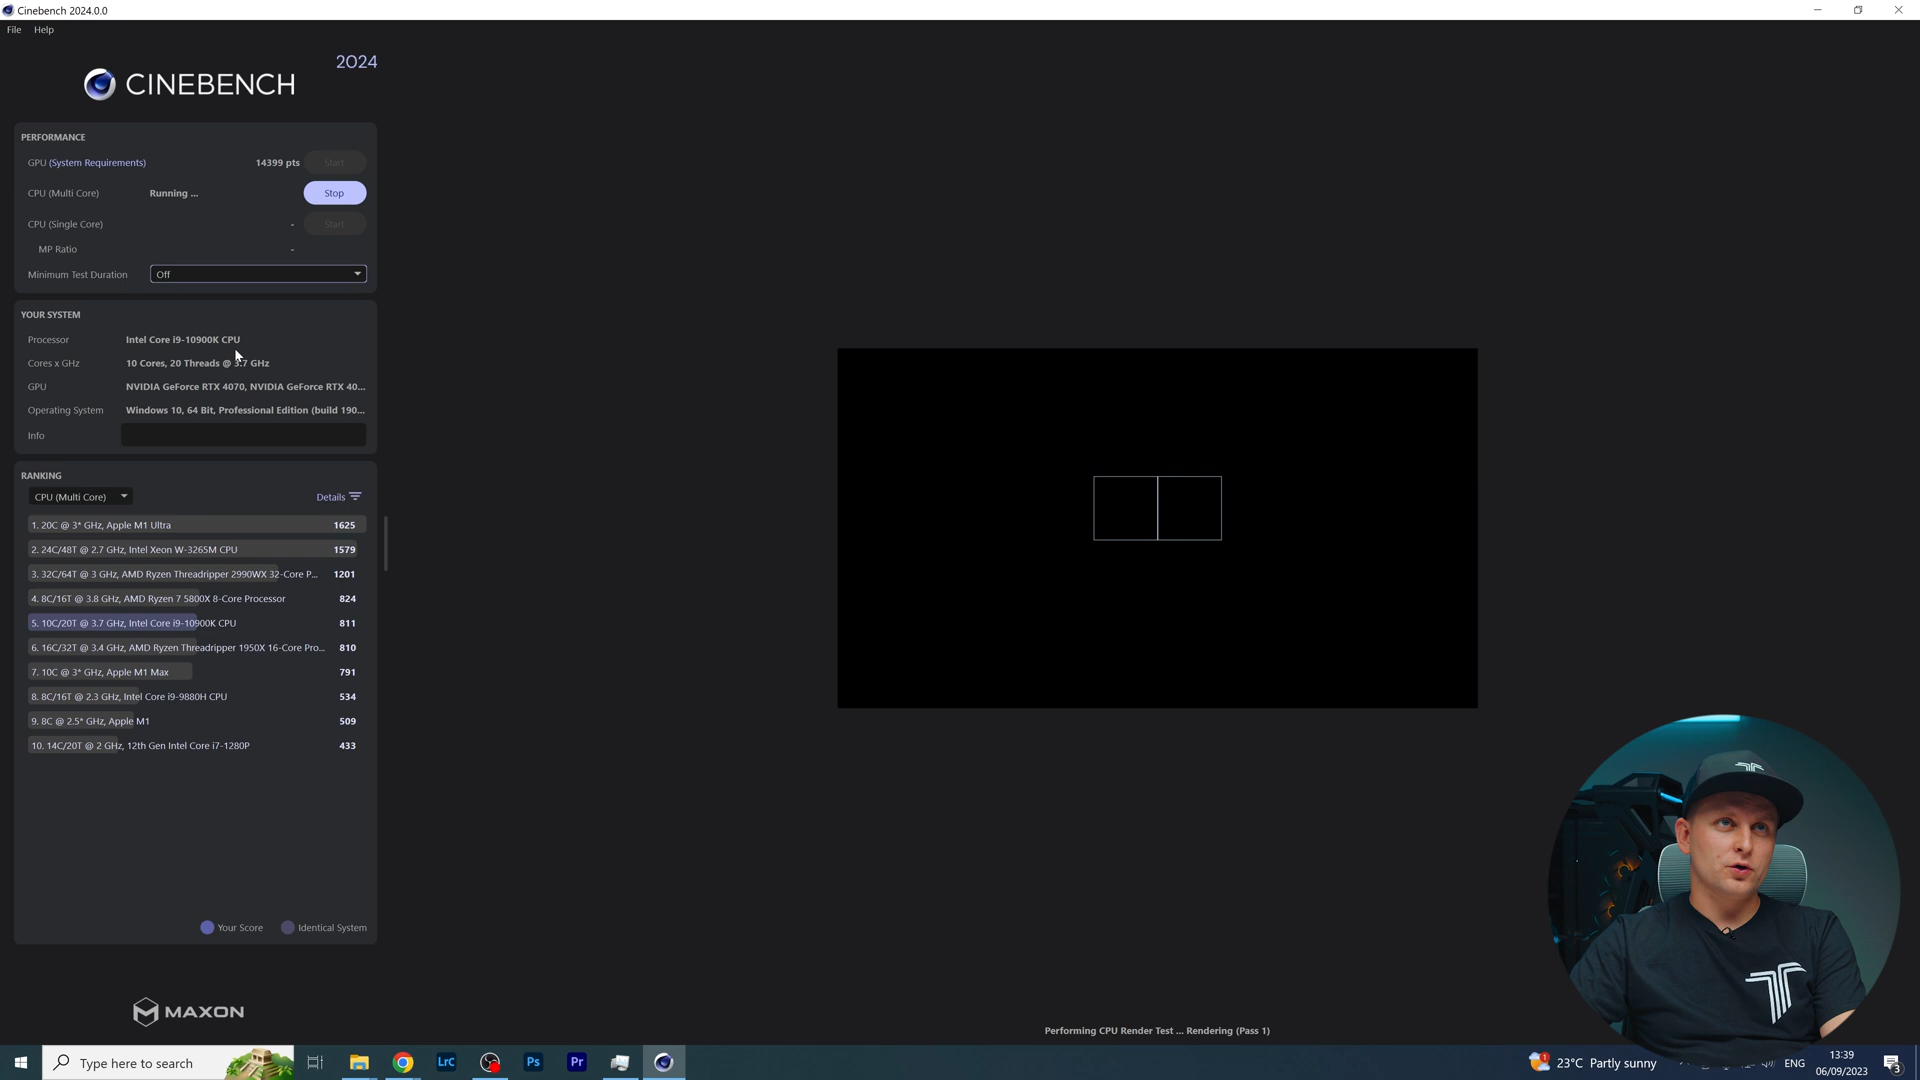 Cinebench 2024.0.0
File Help
2024
CINEBENCH
PERFORMANCE
GPU (System Requirements) 14399 pts Start
CPU (Multi Core) Running ... Stop
CPU (Single Core) - Start
MP Ratio -
Minimum Test Duration Off
YOUR SYSTEM
Processor Intel Core i9-10900K CPU
Cores x GHz 10 Cores, 20 Threads @ 3.7 GHz
GPU NVIDIA GeForce RTX 4070, NVIDIA GeForce RTX 40...
Operating System Windows 10, 64 Bit, Professional Edition (build 190...
Info
RANKING
CPU (Multi Core) Details
1. 20C @ 3* GHz, Apple M1 Ultra 1625
2. 24C/48T @ 2.7 GHz, Intel Xeon W-3265M CPU 1579
3. 32C/64T @ 3 GHz, AMD Ryzen Threadripper 2990WX 32-Core P... 1201
4. 8C/16T @ 3.8 GHz, AMD Ryzen 7 5800X 8-Core Processor 824
5. 10C/20T @ 3.7 GHz, Intel Core i9-10900K CPU 811
6. 16C/32T @ 3.4 GHz, AMD Ryzen Threadripper 1950X 16-Core Pro... 810
7. 10C @ 3* GHz, Apple M1 Max 791
8. 8C/16T @ 2.3 GHz, Intel Core i9-9880H CPU 534
9. 8C @ 2.5* GHz, Apple M1 509
10. 14C/20T @ 2 GHz, 12th Gen Intel Core i7-1280P 433
Your Score Identical System
MAXON
Performing CPU Render Test ... Rendering (Pass 1)
Type here to search LrC Ps Pr 1 23°C Partly sunny ENG 13:39
06/09/2023 3